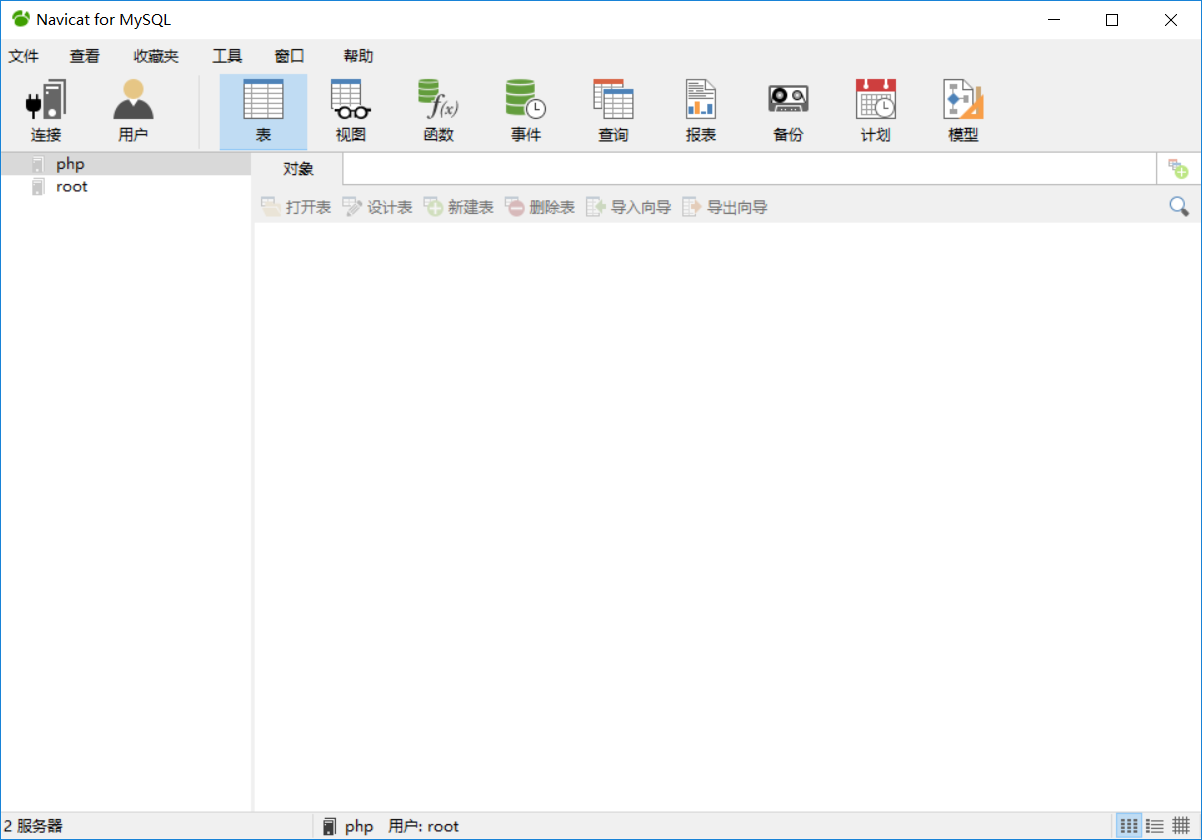 Navicat for MySQL
文件 查看 收藏夹 工具 窗口 帮助
连接 用户 表 视图 f(x) 函数 事件 查询 报表 备份 计划 模型
php
root
对象
打开表 设计表 新建表 删除表 导入向导 导出向导
2 服务器 php 用户: root